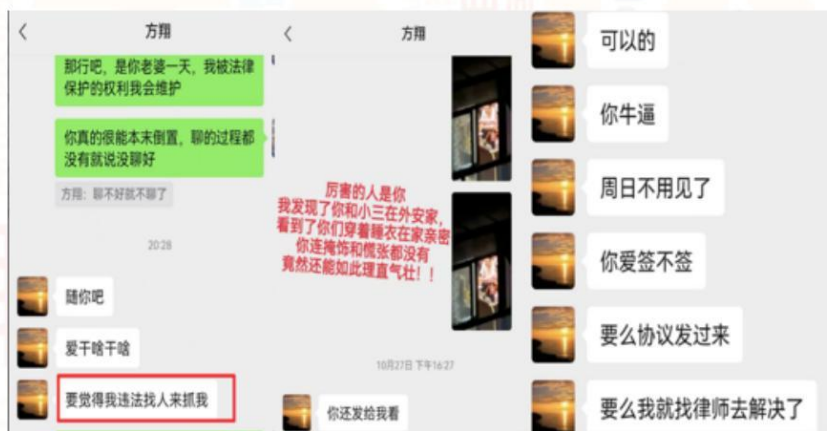 方翔
那行吧，是你老婆一天，我被法律
保护的权利我会维护
你真的很能本末倒置，聊的过程都
没有就说没聊好
方翔：聊不好就不聊了
20:28
随你吧
爱干啥干啥
要觉得我违法找人来抓我
方翔
厉害的人是你
我发现了你和小三在外安家，
看到了你们穿着睡衣在家亲密
你连掩饰和慌张都没有
竟然还能如此理直气壮！！
10月27日 下午16:27
你还发给我看
可以的
你牛逼
周日不用见了
你爱签不签
要么协议发过来
要么我就找律师去解决了